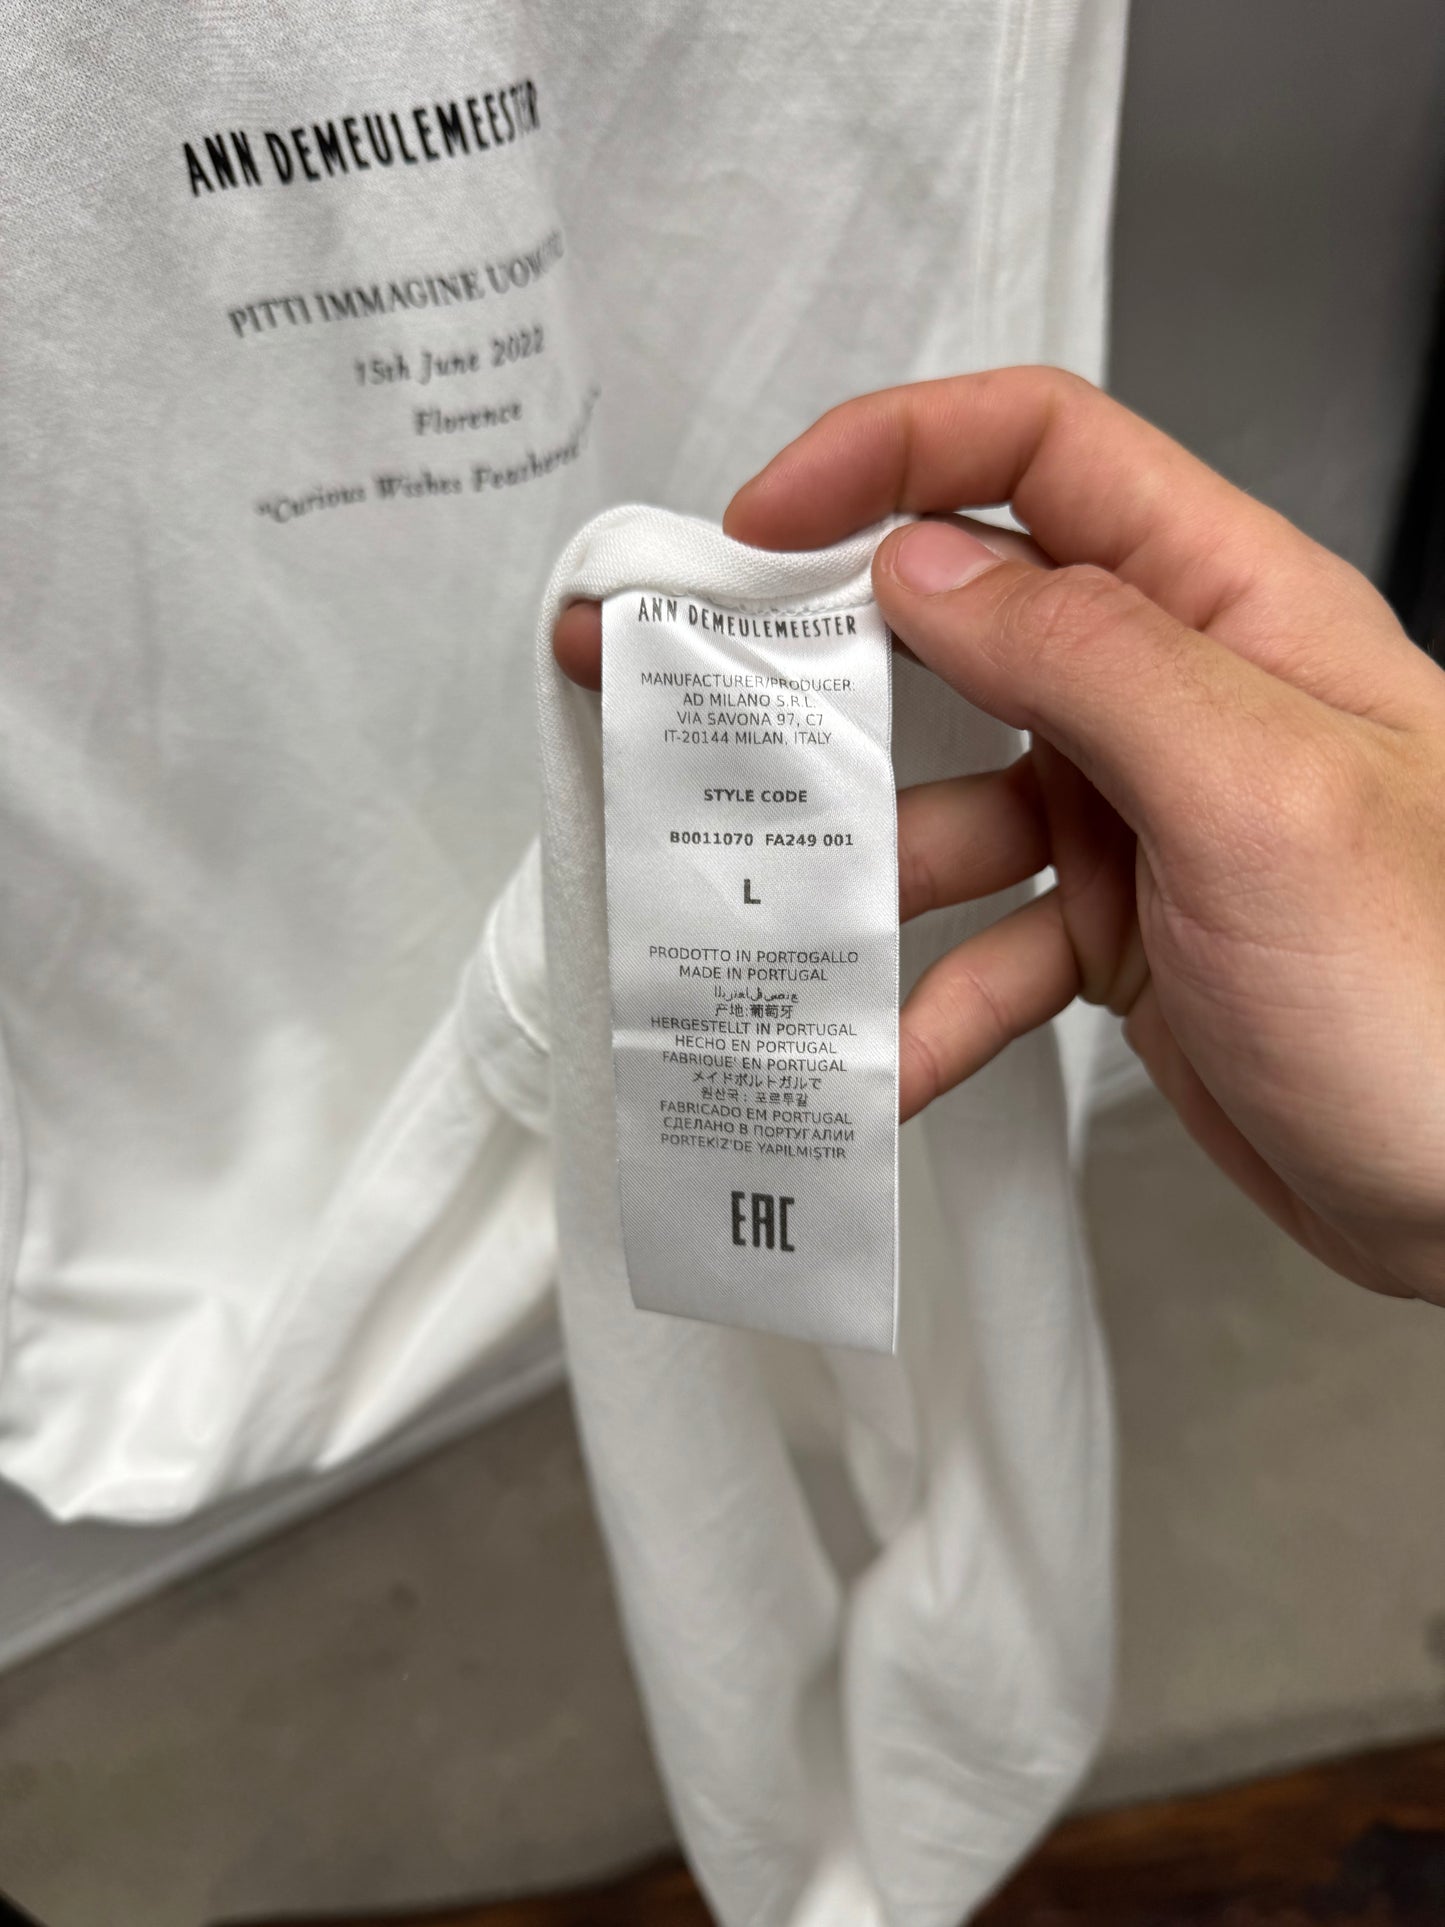 ANN DEMEULEMEESTER
PITTI IMMAGINE
15th June 2022
Florence
"Curious Wishes
ANN DEMEULEMEESTER
MANUFACTURER/PRODUCER:
AD MILANO S.R.L.
VIA SAVONA 97, C7
IT-20144 MILAN, ITALY
STYLE CODE
B0011070 FA249 001
L
PRODOTTO IN PORTOGALLO
MADE IN PORTUGAL
产地:葡萄牙
HERGESTELLT IN PORTUGAL
HECHO EN PORTUGAL
FABRIQUE' EN PORTUGAL
メイドポルトガルで
원산국 : 포르투갈
FABRICADO EM PORTUGAL
СДЕЛАНО В ПОРТУГАЛИИ
PORTEKIZ'DE YAPILMIŞTIR
EAC